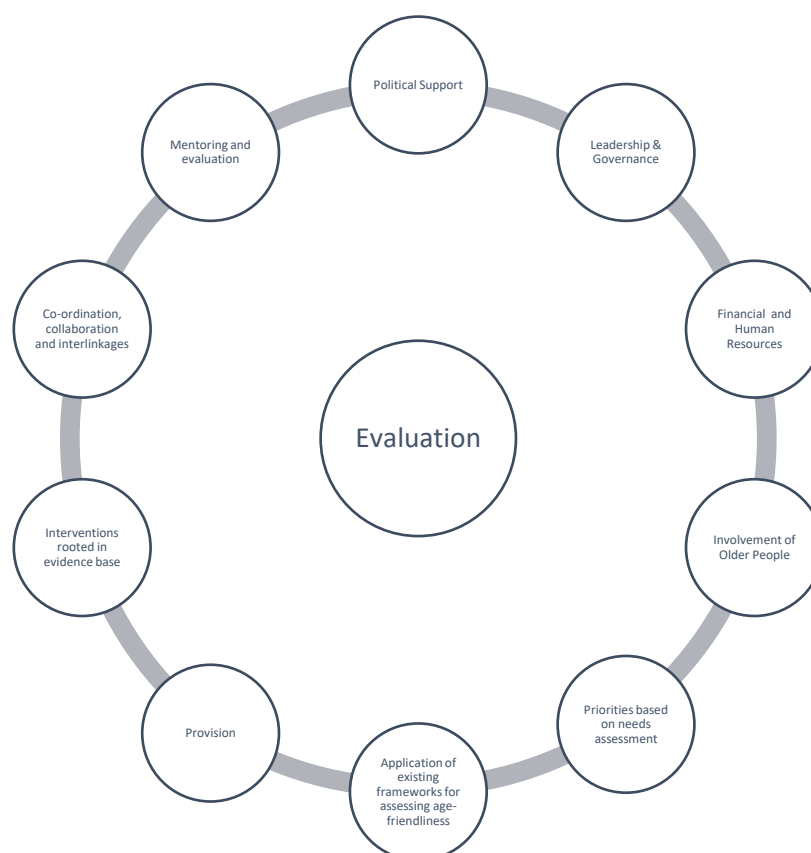 Political Support
Leadership &
Governance
Financial and
Human
Resources
Involvement of
Older People
Priorities based
on needs
assessment
Application of
existing
frameworks for
assessing age-
friendliness
Provision
Interventions
rooted in
evidence base
Co-ordination,
collaboration
and interlinkages
Mentoring and
evaluation
Evaluation